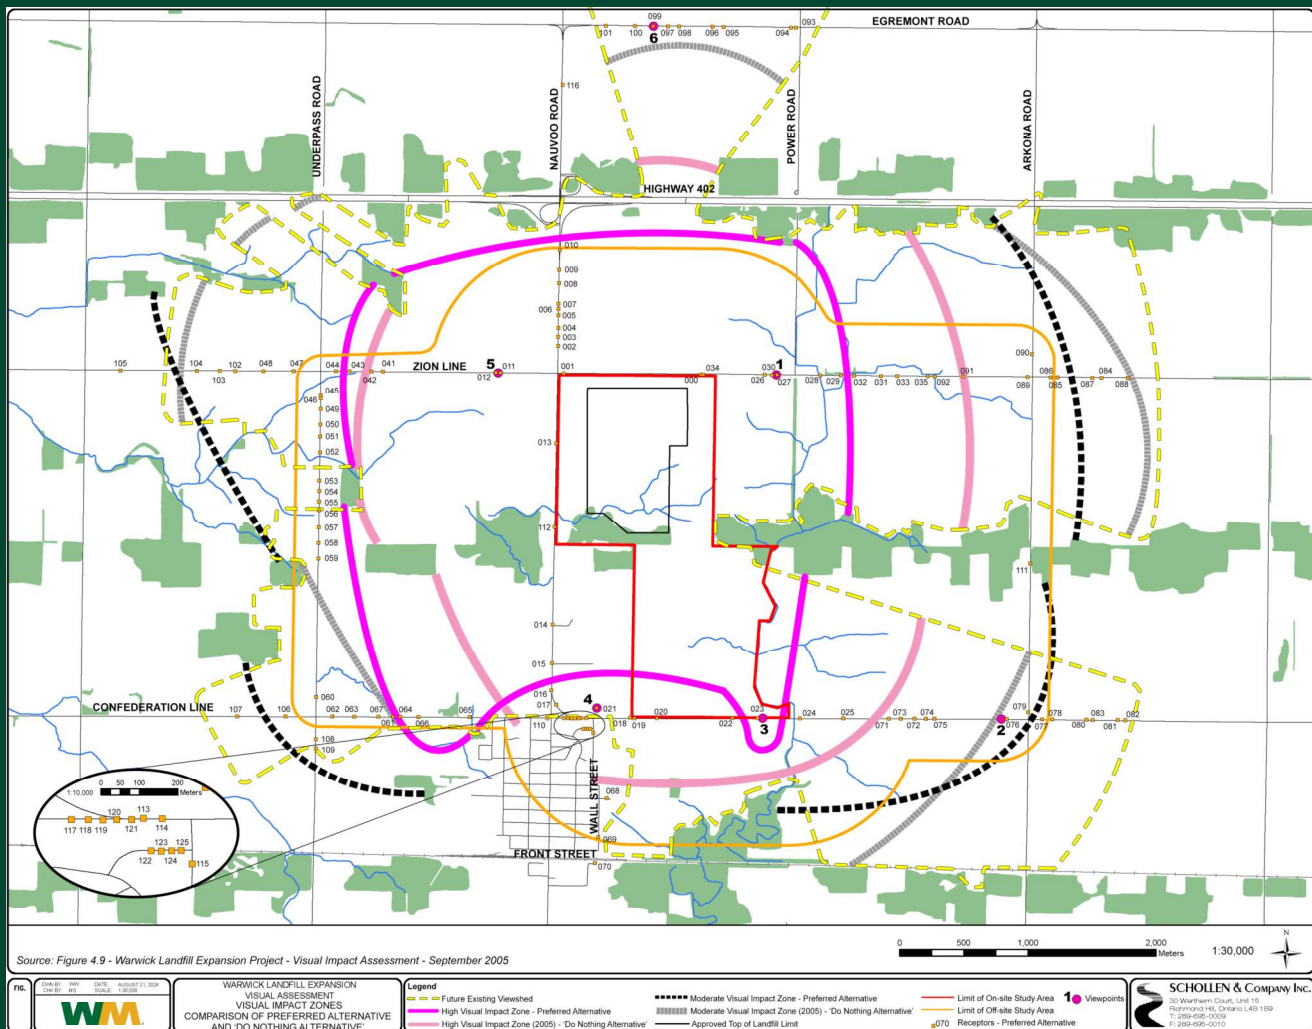 EGREMONT ROAD
099
101 100 097 098 096 095 094 093
6
116
UNDERPASS ROAD
NAUVOO ROAD
POWER ROAD
ARKONA ROAD
HIGHWAY 402
010
009
008
007
006 005
004
003
002
090
105 104 102 048 047 044 043 041 ZION LINE 5 011 001 034 030 1 091 086 084
103 042 012 000 026 027 028 029 032 031 033 035 092 089 085 087 088
045
046
049
050
051
052
013
053
054
055
056
057
058
059
112
111
014
015
016
017
060
CONFEDERATION LINE 107 106 062 063 067 064 065 4 021 020 023 024 025 073 074 079 078 083 082
061 066 110 018 019 022 3 071 072 075 2 076 077 080 081
108
109
WALL STREET
068
069
FRONT STREET
070
0 50 100 200
1:10,000 Meters
120 113
117 118 119 121 114
123 125
122 124 115
0 500 1,000 2,000
Meters
1:30,000
N
Source: Figure 4.9 - Warwick Landfill Expansion Project - Visual Impact Assessment - September 2005
FIG.
DWN BY: WW DATE: AUGUST 21, 2024
CHK BY: MS SCALE: 1:30,000
WM
WARWICK LANDFILL EXPANSION
VISUAL ASSESSMENT
VISUAL IMPACT ZONES
COMPARISON OF PREFERRED ALTERNATIVE
AND 'DO NOTHING ALTERNATIVE'
Legend
Future Existing Viewshed
High Visual Impact Zone - Preferred Alternative
High Visual Impact Zone (2005) - 'Do Nothing Alternative'
Moderate Visual Impact Zone - Preferred Alternative
Moderate Visual Impact Zone (2005) - 'Do Nothing Alternative'
Approved Top of Landfill Limit
Limit of On-site Study Area
Limit of Off-site Study Area
070 Receptors - Preferred Alternative
1 Viewpoints
SCHOLLEN & Company Inc.
30 Wertheim Court, Unit 15
Richmond Hill, Ontario L4B 1B9
T: 289-695-0009
F: 289-695-0010